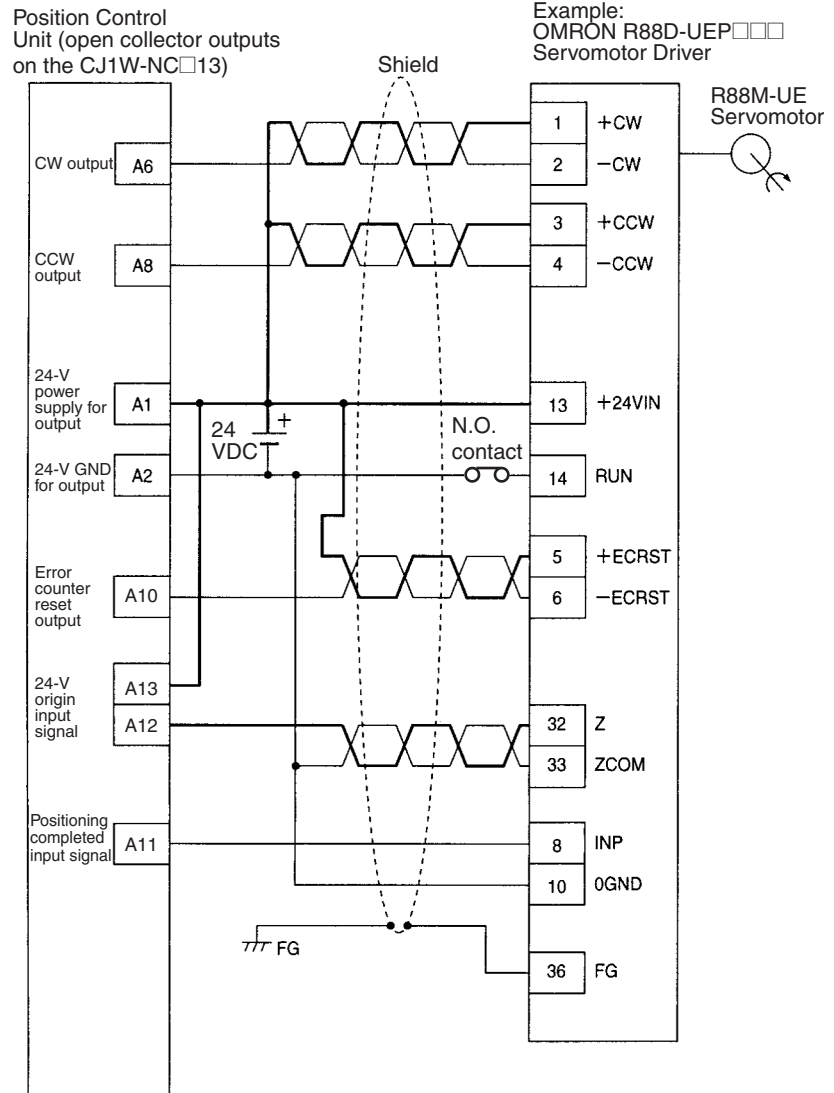 Position Control
Unit (open collector outputs
on the CJ1W-NC□13)
Example:
OMRON R88D-UEP□□□
Servomotor Driver
Shield
R88M-UE
Servomotor
CW output
A6
1
+CW
2
−CW
CCW
output
A8
3
+CCW
4
−CCW
24-V
power
supply for
output
A1
24
VDC
+
13
+24VIN
24-V GND
for output
A2
N.O.
contact
14
RUN
Error
counter
reset
output
A10
5
+ECRST
6
−ECRST
24-V
origin
input
signal
A13
A12
32
Z
33
ZCOM
Positioning
completed
input signal
A11
8
INP
10
0GND
FG
36
FG